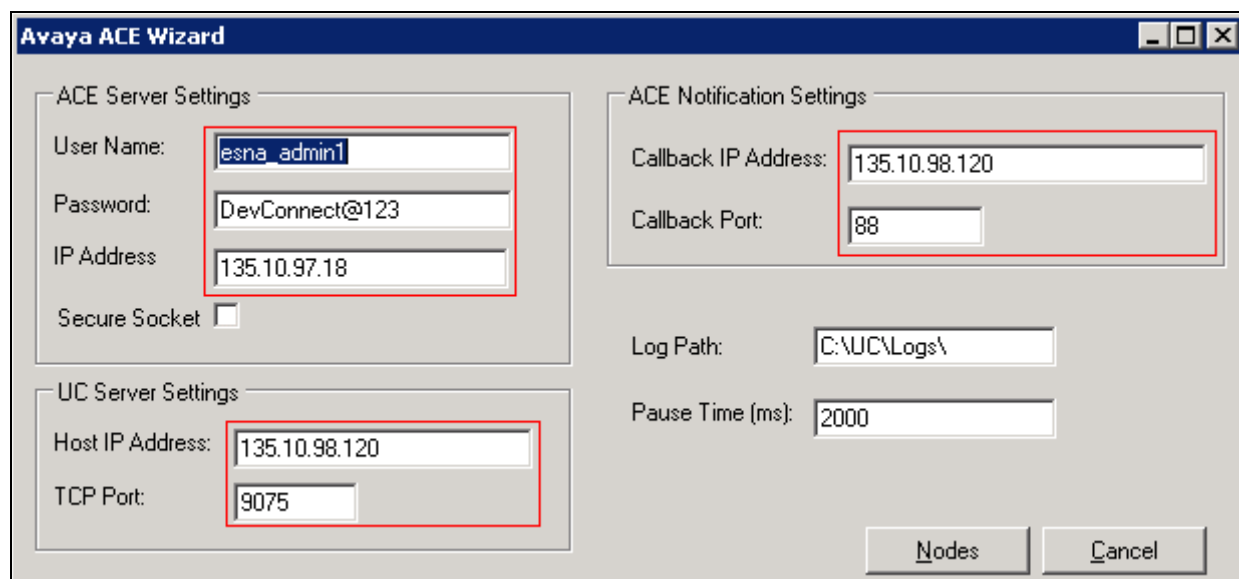 Avaya ACE Wizard
ACE Server Settings
User Name: esna_admin1
Password: DevConnect@123
IP Address 135.10.97.18
Secure Socket
UC Server Settings
Host IP Address: 135.10.98.120
TCP Port: 9075
ACE Notification Settings
Callback IP Address: 135.10.98.120
Callback Port: 88
Log Path: C:\UC\Logs\
Pause Time (ms): 2000
Nodes Cancel